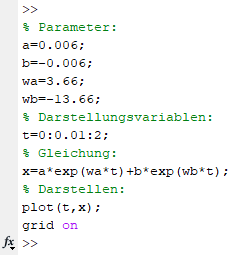 >>
% Parameter:
a=0.006;
b=-0.006;
wa=3.66;
wb=-13.66;
% Darstellungsvariablen:
t=0:0.01:2;
% Gleichung:
x=a*exp(wa*t)+b*exp(wb*t);
% Darstellen:
plot(t,x);
grid on
fx >>